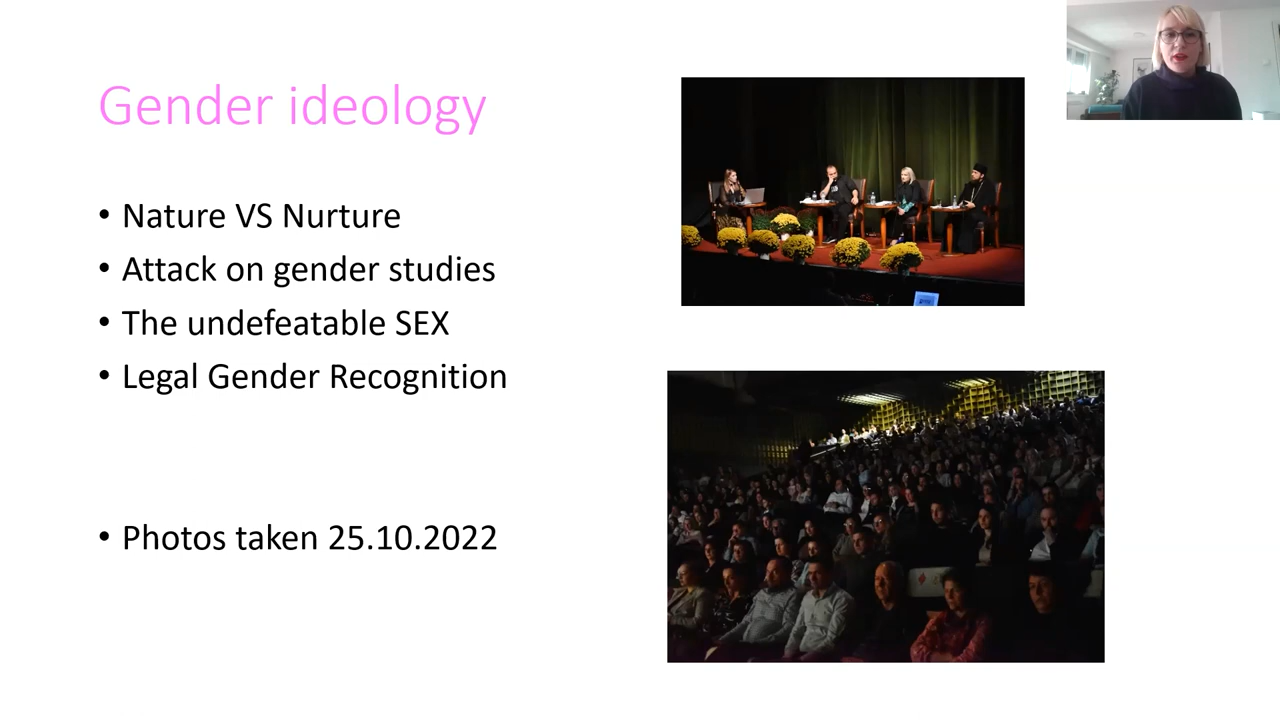 Gender ideology
• Nature VS Nurture
• Attack on gender studies
• The undefeatable SEX
• Legal Gender Recognition
• Photos taken 25.10.2022